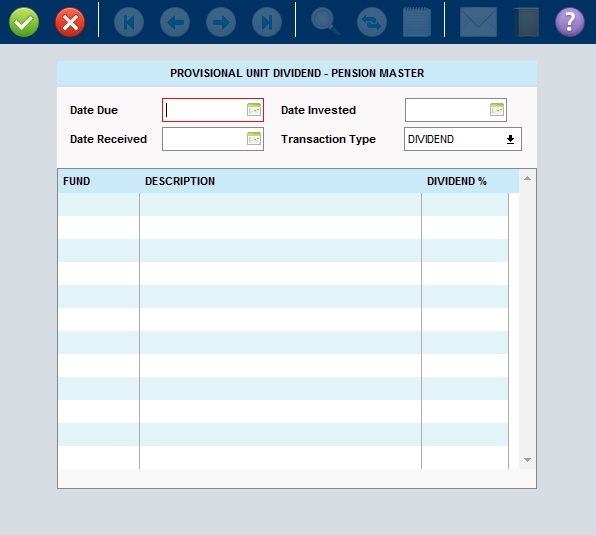 PROVISIONAL UNIT DIVIDEND - PENSION MASTER
Date Due Date Invested
Date Received Transaction Type DIVIDEND
FUND DESCRIPTION DIVIDEND %